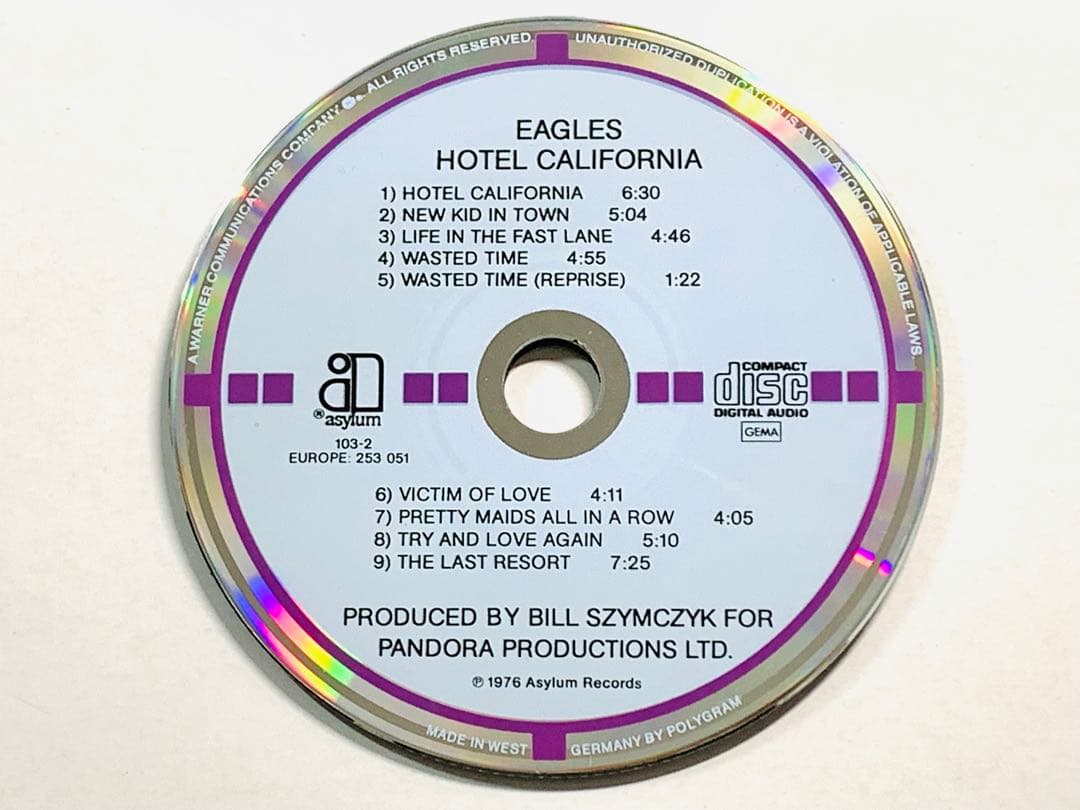 A WARNER COMMUNICATIONS COMPANY. ALL RIGHTS RESERVED.
UNAUTHORIZED DUPLICATION IS A VIOLATION OF APPLICABLE LAWS.
EAGLES
HOTEL CALIFORNIA
1) HOTEL CALIFORNIA 6:30
2) NEW KID IN TOWN 5:04
3) LIFE IN THE FAST LANE 4:46
4) WASTED TIME 4:55
5) WASTED TIME (REPRISE) 1:22
® asylum
103-2
EUROPE: 253 051
COMPACT
disc
DIGITAL AUDIO
GEMA
6) VICTIM OF LOVE 4:11
7) PRETTY MAIDS ALL IN A ROW 4:05
8) TRY AND LOVE AGAIN 5:10
9) THE LAST RESORT 7:25
PRODUCED BY BILL SZYMCZYK FOR
PANDORA PRODUCTIONS LTD.
℗ 1976 Asylum Records
MADE IN WEST GERMANY BY POLYGRAM